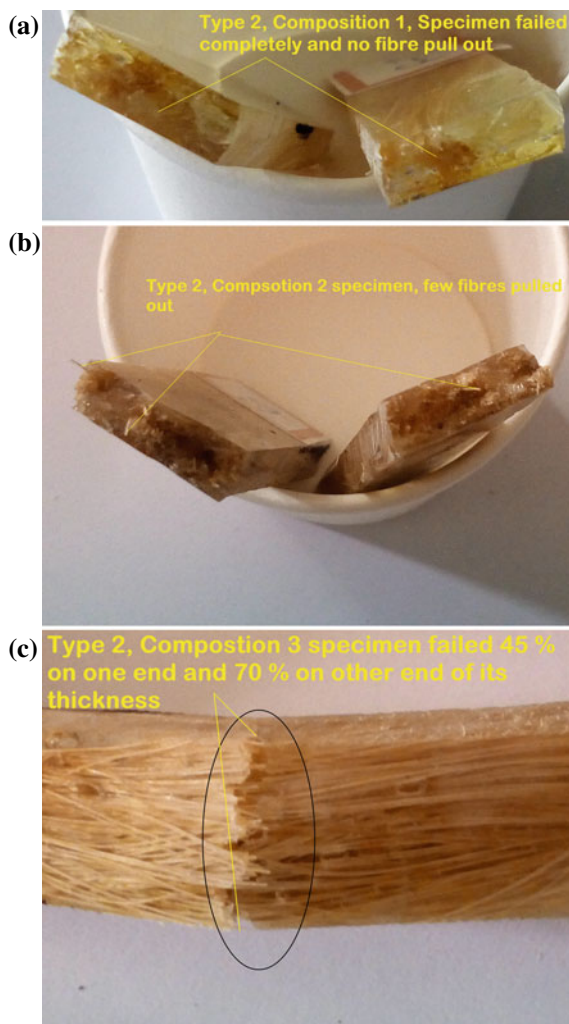 (a)
Type 2, Composition 1, Specimen failed
completely and no fibre pull out
(b)
Type 2, Compsotion 2 specimen, few fibres pulled
out
(c)
Type 2, Compostion 3 specimen failed 45 %
on one end and 70 % on other end of its
thickness